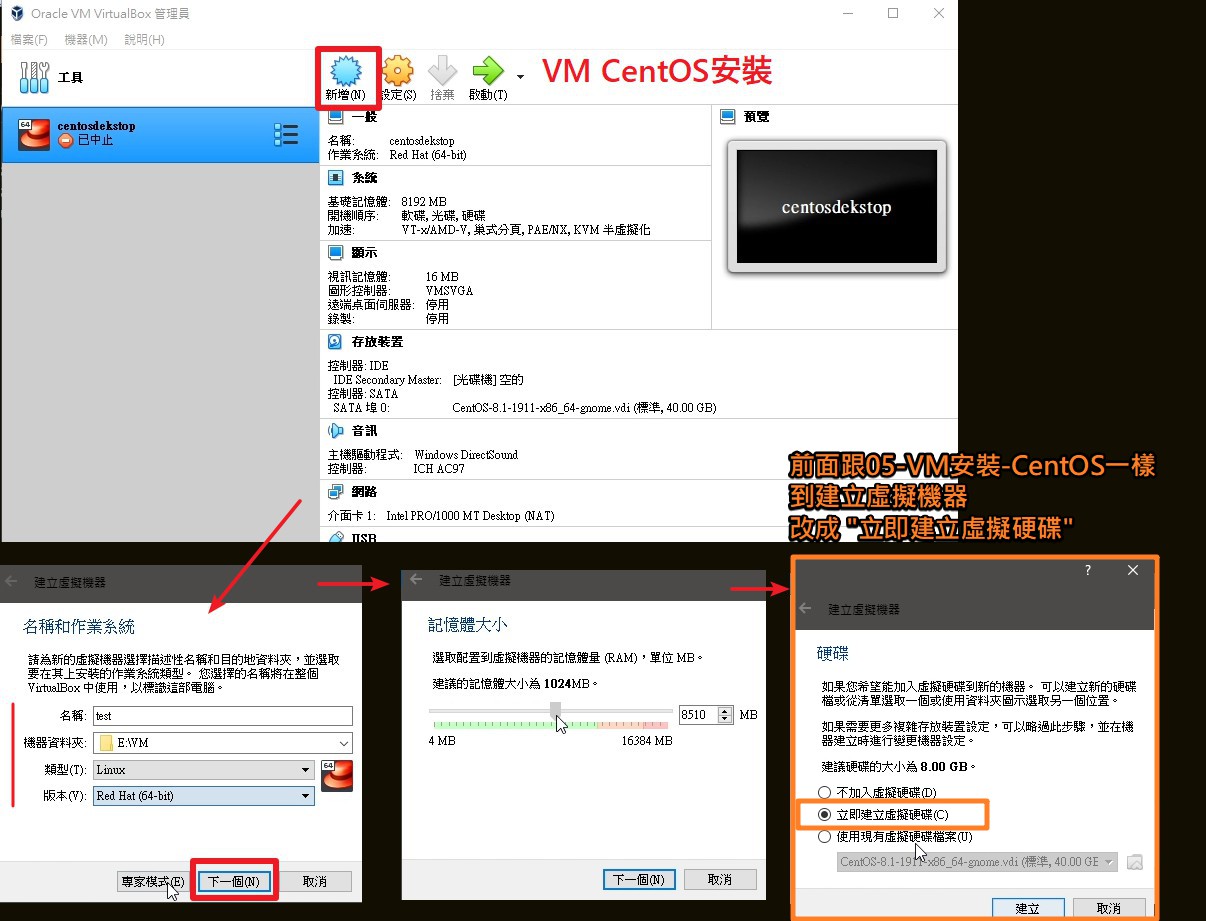 Oracle VM VirtualBox 管理員
檔案(F) 機器(M) 說明(H)
工具
新增(N) 設定(S) 捨棄 啟動(T)
VM CentOS安裝
64
centosdekstop
已中止
一般
名稱: centosdekstop
作業系統: Red Hat (64-bit)
系統
基礎記憶體: 8192 MB
開機順序: 軟碟, 光碟, 硬碟
加速: VT-x/AMD-V, 巢式分頁, PAE/NX, KVM 半虛擬化
顯示
視訊記憶體: 16 MB
圖形控制器: VMSVGA
遠端桌面伺服器: 停用
錄製: 停用
存放裝置
控制器: IDE
IDE Secondary Master: [光碟機] 空的
控制器: SATA
SATA 埠 0: CentOS-8.1-1911-x86_64-gnome.vdi (標準, 40.00 GB)
音訊
主機驅動程式: Windows DirectSound
控制器: ICH AC97
網路
介面卡 1: Intel PRO/1000 MT Desktop (NAT)
USB
預覽
centosdekstop
前面跟05-VM安裝-CentOS一樣
到建立虛擬機器
改成 "立即建立虛擬硬碟"
建立虛擬機器
名稱和作業系統
請為新的虛擬機器選擇描述性名稱和目的地資料夾，並選取
要在其上安裝的作業系統類型。 您選擇的名稱將在整個
VirtualBox 中使用，以標識這部電腦。
名稱: test
機器資料夾: E:\VM
類型(T): Linux
64
版本(V): Red Hat (64-bit)
專家模式(E) 下一個(N) 取消
建立虛擬機器
記憶體大小
選取配置到虛擬機器的記憶體量 (RAM)，單位 MB。
建議的記憶體大小為 1024MB。
8510 MB
4 MB 16384 MB
下一個(N) 取消
?
建立虛擬機器
硬碟
如果您希望能加入虛擬硬碟到新的機器。 可以建立新的硬碟
檔或從清單選取一個或使用資料夾圖示選取另一個位置。
如果需要更多複雜存放裝置設定，可以略過此步驟，並在機
器建立時進行變更機器設定。
建議硬碟的大小為 8.00 GB。
不加入虛擬硬碟(D)
立即建立虛擬硬碟(C)
使用現有虛擬硬碟檔案(U)
CentOS-8.1-1911-x86_64-gnome.vdi (標準, 40.00 GE
建立 取消